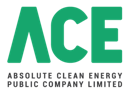 ACE
ABSOLUTE CLEAN ENERGY
PUBLIC COMPANY LIMITED